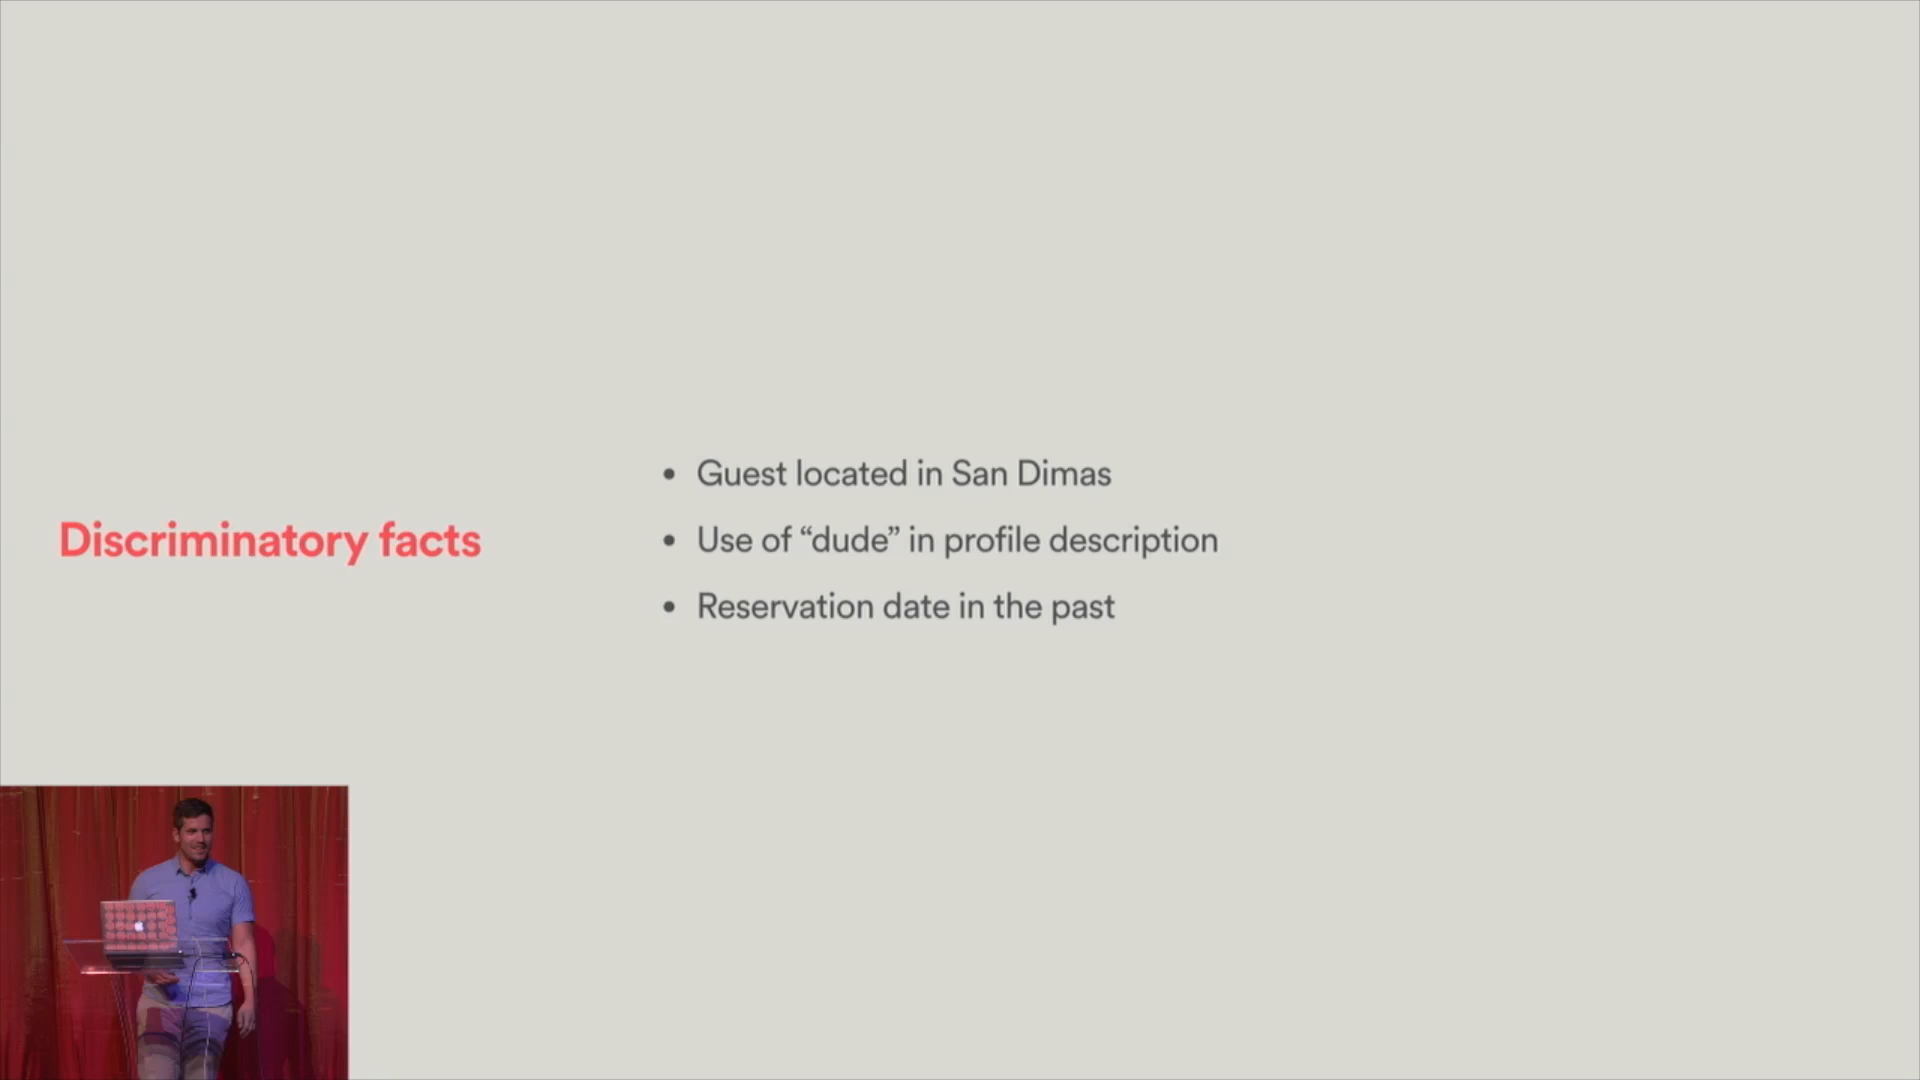 Discriminatory facts
• Guest located in San Dimas
• Use of “dude” in profile description
• Reservation date in the past